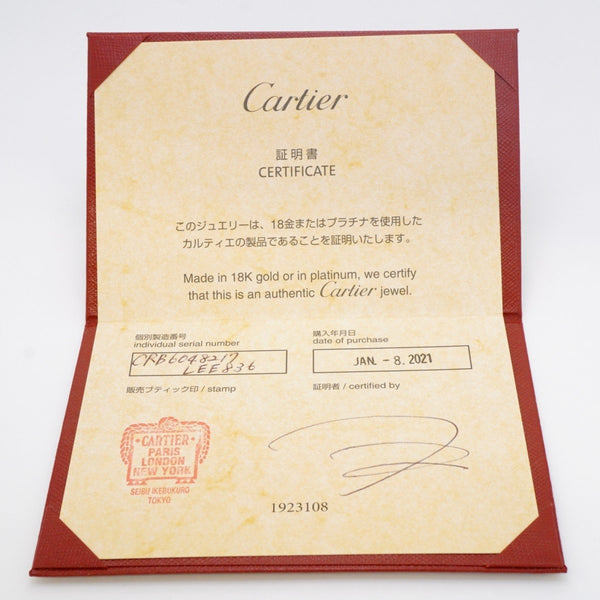 Cartier
証明書
CERTIFICATE
このジュエリーは、18金またはプラチナを使用した
カルティエの製品であることを証明いたします。
Made in 18K gold or in platinum, we certify
that this is an authentic Cartier jewel.
個別製造番号
individual serial number
CRB6048217
LEE836
購入年月日
date of purchase
JAN - 8. 2021
販売ブティック印 / stamp
証明者 / certified by
CARTIER
PARIS
LONDON
NEW YORK
SEIBU IKEBUKURO
TOKYO
1923108